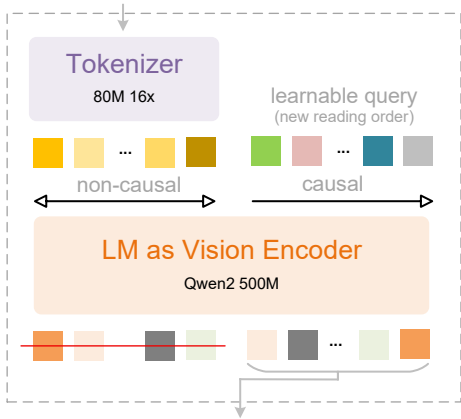 Tokenizer
80M 16x
learnable query
(new reading order)
...
...
non-causal
causal
LM as Vision Encoder
Qwen2 500M
...